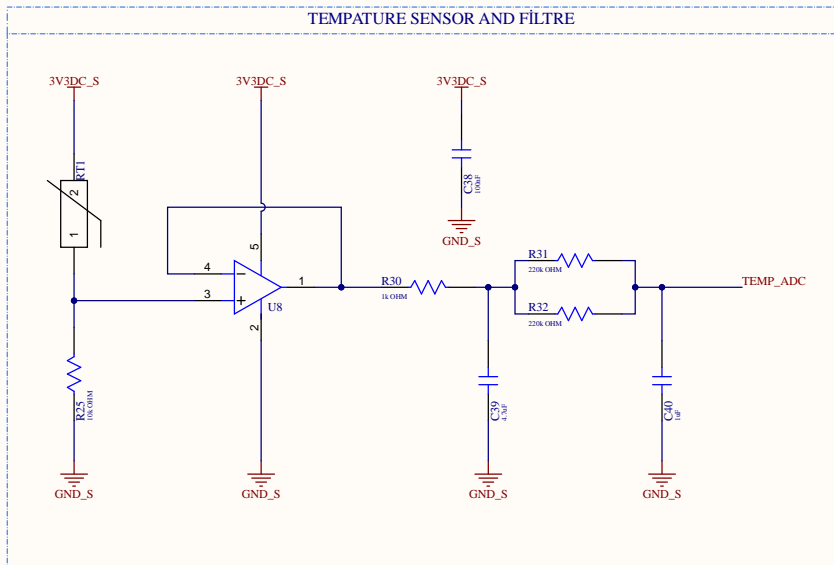 TEMPATURE SENSOR AND FİLTRE
3V3DC_S
3V3DC_S
3V3DC_S
RT1
2
1
C38
100nF
GND_S
5
4
3
1
2
U8
R30
1k OHM
R31
220k OHM
R32
220k OHM
TEMP_ADC
R25
10k OHM
C39
4.7uF
C40
1uF
GND_S
GND_S
GND_S
GND_S